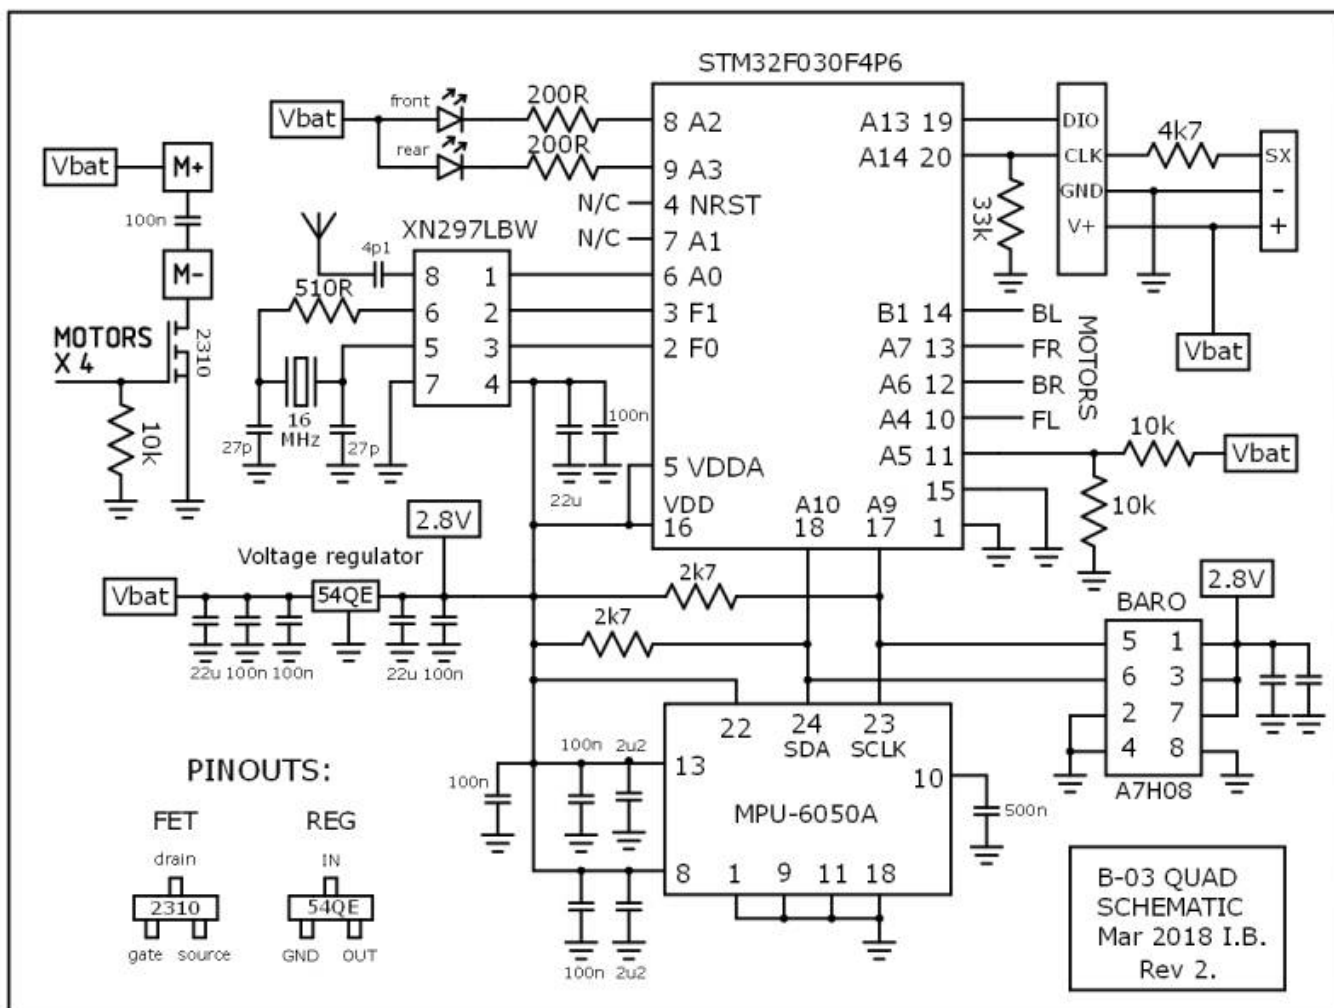 STM32F030F4P6
Vbat
front
200R
8 A2
A13 19
DIO
4k7
rear
200R
9 A3
A14 20
CLK
SX
Vbat
M+
N/C
4 NRST
33k
GND
-
100n
XN297LBW
N/C
7 A1
V+
+
4p1
8 1
6 A0
M-
510R
6 2
3 F1
B1 14
BL
MOTORS
X 4
2310
5 3
2 F0
A7 13
FR
MOTORS
Vbat
7 4
A6 12
BR
16
MHz
100n
A4 10
FL
10k
27p
27p
10k
A5 11
Vbat
5 VDDA
22u
15
10k
VDD
16
A10
18
A9
17
1
2.8V
Voltage regulator
Vbat
54QE
2k7
2.8V
2k7
BARO
22u 100n 100n
22u 100n
5 1
6 3
2 7
4 8
A7H08
22
24
SDA
23
SCLK
100n
100n 2u2
13
10
MPU-6050A
500n
8 1 9 11 18
100n 2u2
PINOUTS:
FET
REG
drain
IN
2310
54QE
gate source
GND OUT
B-03 QUAD
SCHEMATIC
Mar 2018 I.B.
Rev 2.